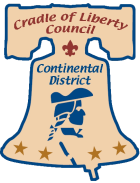 Cradle of Liberty
Council
Continental
District